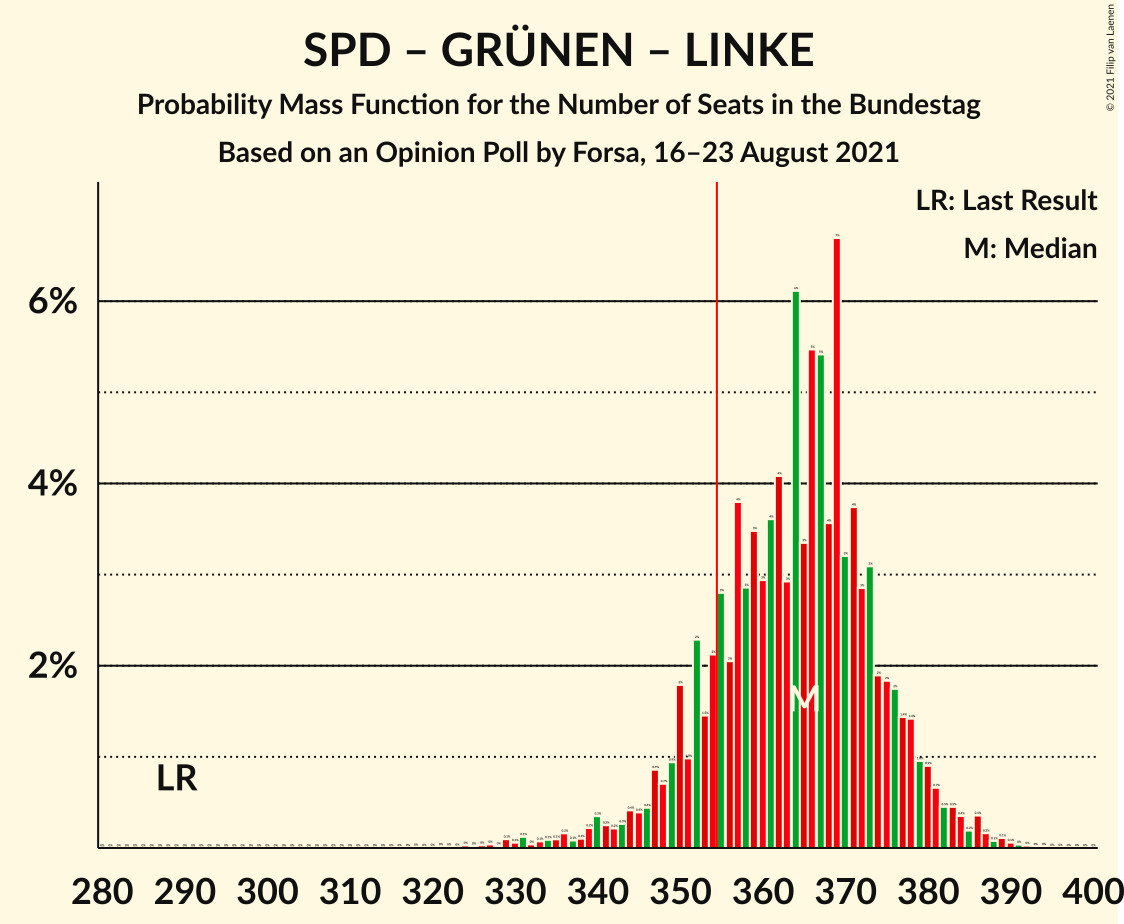 SPD – GRÜNEN – LINKE
Probability Mass Function for the Number of Seats in the Bundestag
Based on an Opinion Poll by Forsa, 16–23 August 2021
© 2021 Filip van Laenen
LR: Last Result
M: Median
6%
4%
2%
M
LR
280 290 300 310 320 330 340 350 360 370 380 390 400